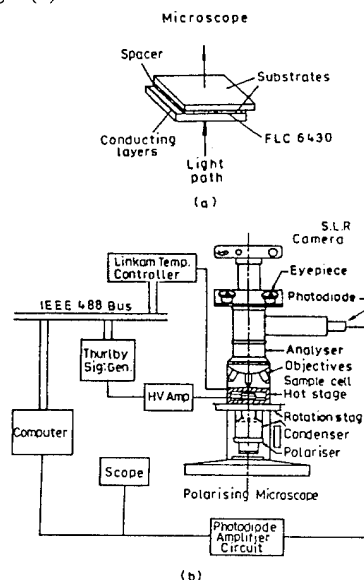 Microscope
Spacer
Substrates
Conducting
layers
FLC 6430
Light
path
(a)
S.L.R
Camera
Linkam Temp.
Controller
Eyepiece
Photodiode
IEEE 488 Bus
Thurlby
Sig: Gen.
Analyser
Objectives
Sample cell
HV Amp
Hot stage
Rotation stag
Computer
Condenser
Polariser
Scope
Polarising Microscope
Photodiode
Amplifier
Circuit
(b)